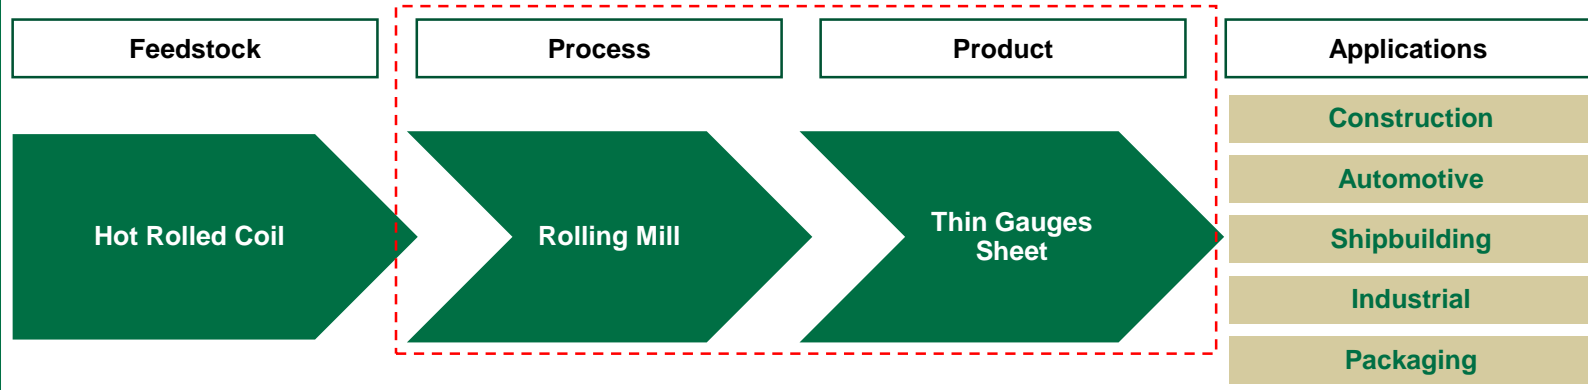 Feedstock
Process
Product
Applications
Hot Rolled Coil
Rolling Mill
Thin Gauges
Sheet
Construction
Automotive
Shipbuilding
Industrial
Packaging